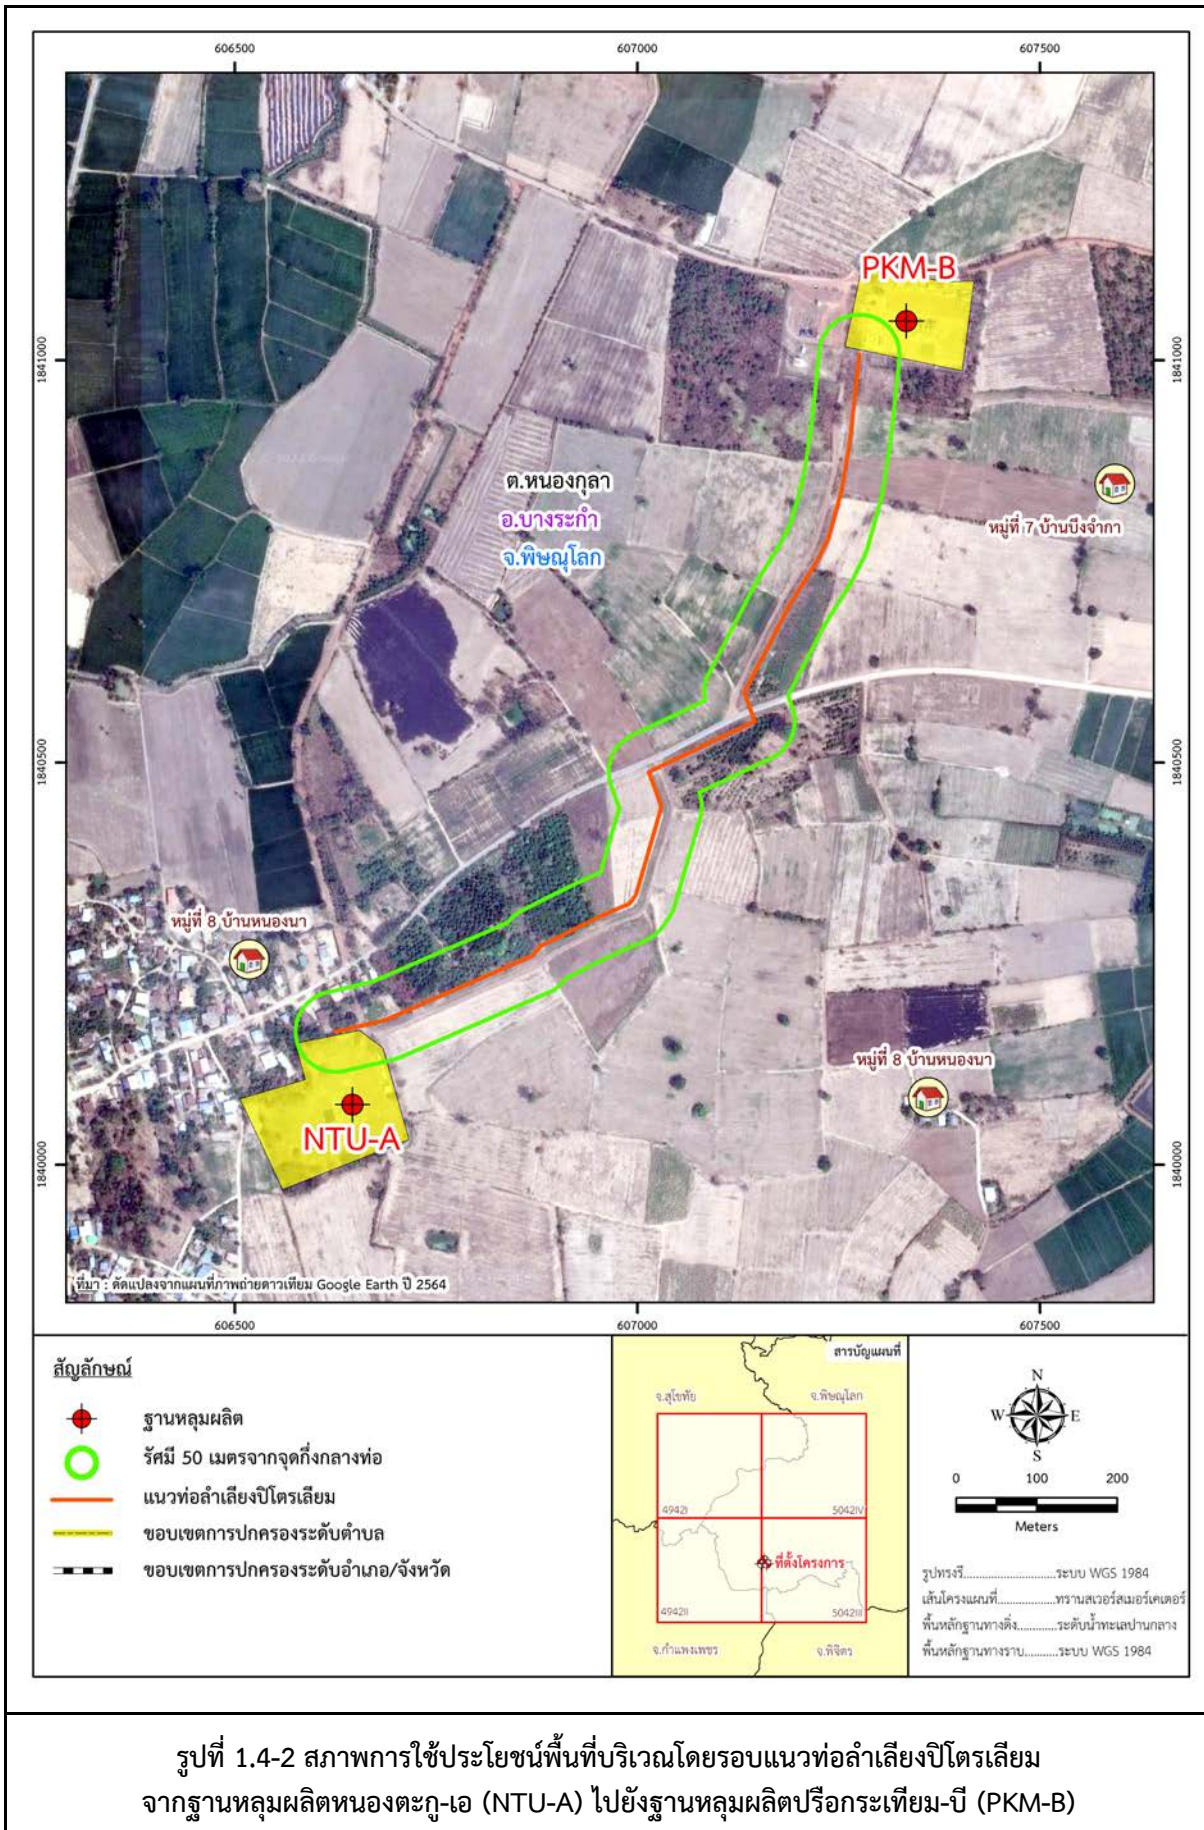 606500 607000 607500
PKM-B
1841000 1841000
ต.หนองกุลา
อ.บางระกำ
จ.พิษณุโลก
หมู่ที่ 7 บ้านบึงจำกา
1840500 1840500
หมู่ที่ 8 บ้านหนองนา
หมู่ที่ 8 บ้านหนองนา
NTU-A
1840000 1840000
ที่มา : ดัดแปลงจากแผนที่ภาพถ่ายดาวเทียม Google Earth ปี 2564
606500 607000 607500
สัญลักษณ์
ฐานหลุมผลิต
รัศมี 50 เมตรจากจุดกึ่งกลางท่อ
แนวท่อลำเลียงปิโตรเลียม
ขอบเขตการปกครองระดับตำบล
ขอบเขตการปกครองระดับอำเภอ/จังหวัด
สารบัญแผนที่
จ.สุโขทัย จ.พิษณุโลก
4942I 5042IV
ที่ตั้งโครงการ
4942II 5042III
จ.กำแพงเพชร จ.พิจิตร
N
W E
S
0 100 200
Meters
รูปทรงรี............................ระบบ WGS 1984
เส้นโครงแผนที่..................ทรานสเวอร์สเมอร์เคเตอร์
พื้นหลักฐานทางดิ่ง............ระดับน้ำทะเลปานกลาง
พื้นหลักฐานทางราบ..........ระบบ WGS 1984
รูปที่ 1.4-2 สภาพการใช้ประโยชน์พื้นที่บริเวณโดยรอบแนวท่อลำเลียงปิโตรเลียม
จากฐานหลุมผลิตหนองตะกู-เอ (NTU-A) ไปยังฐานหลุมผลิตปรือกระเทียม-บี (PKM-B)